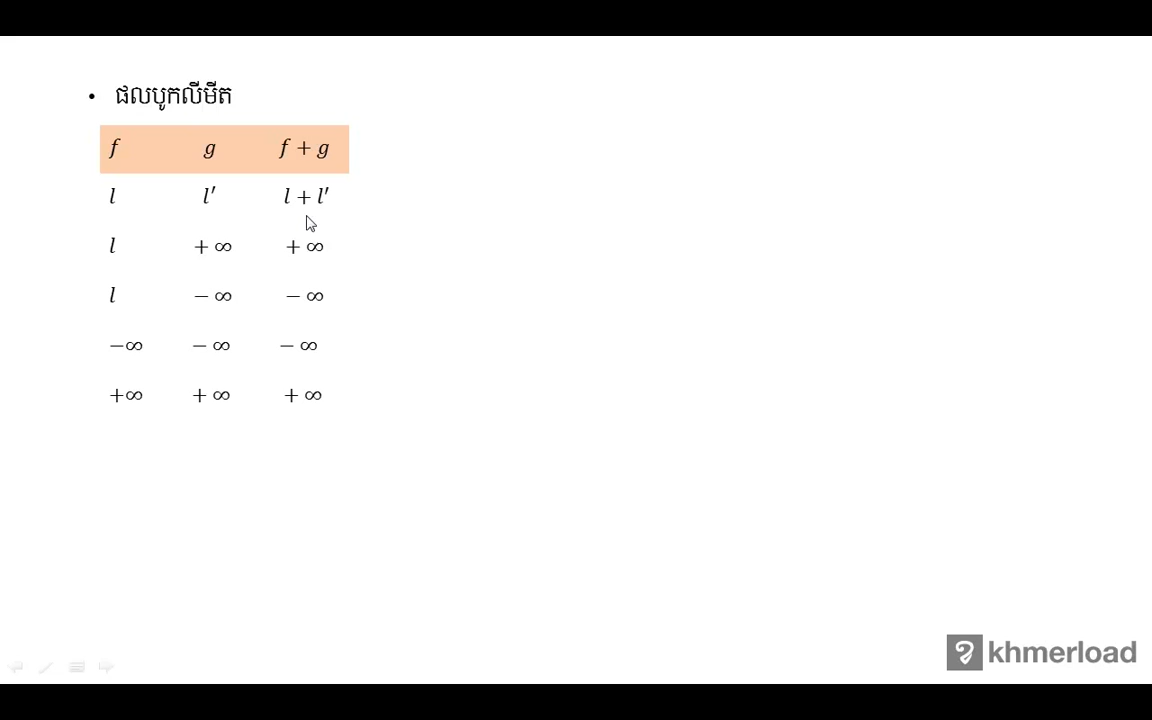 • ផលបូកលីមីត
f g f + g
l l′ l + l′
l + ∞ + ∞
l − ∞ − ∞
−∞ − ∞ − ∞
+∞ + ∞ + ∞
khmerload